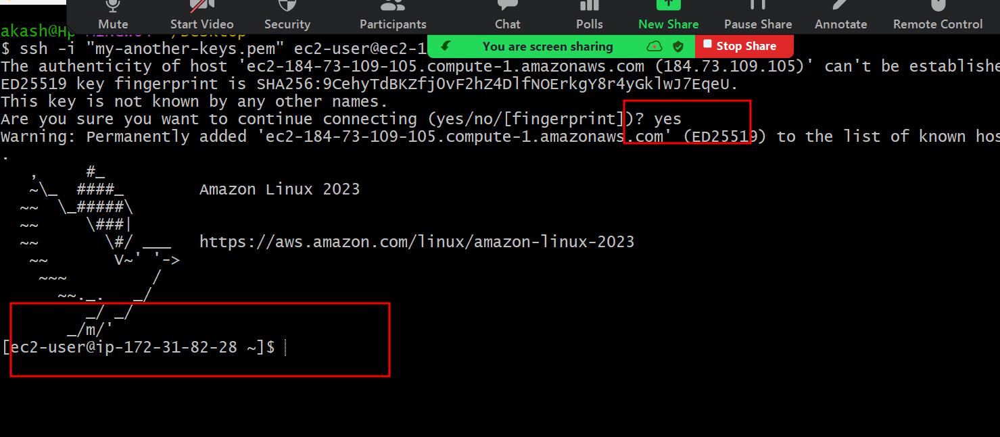 Mute Start Video Security Participants Chat Polls New Share Pause Share Annotate Remote Control
akash@Hp
You are screen sharing Stop Share
$ ssh -i "my-another-keys.pem" ec2-user@ec2-1
The authenticity of host 'ec2-184-73-109-105.compute-1.amazonaws.com (184.73.109.105)' can't be establishe
ED25519 key fingerprint is SHA256:9CehyTdBKZfjOvF2hZ4DlfNOErkgY8r4yGklwJ7EqeU.
This key is not known by any other names.
Are you sure you want to continue connecting (yes/no/[fingerprint])? yes
Warning: Permanently added 'ec2-184-73-109-105.compute-1.amazonaws.com' (ED25519) to the list of known hos
.
   ,     #_
   ~\_  ####_        Amazon Linux 2023
  ~~  \_#####\
  ~~     \###|
  ~~       \#/ ___   https://aws.amazon.com/linux/amazon-linux-2023
   ~~       V~' '->
    ~~~         /
      ~~._.   _/
         _/ _/
       _/m/'
[ec2-user@ip-172-31-82-28 ~]$